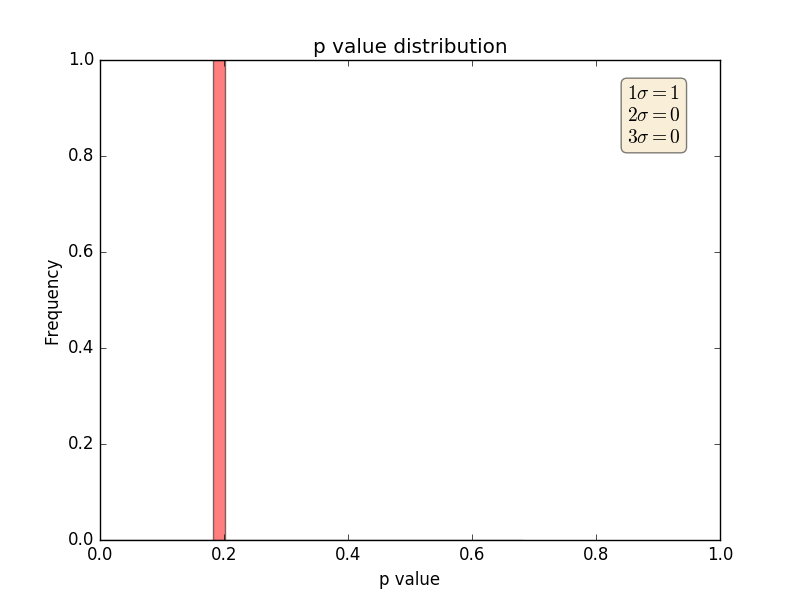 p value distribution
1σ = 1
2σ = 0
3σ = 0
Frequency
1.0
0.8
0.6
0.4
0.2
0.0
0.0 0.2 0.4 0.6 0.8 1.0
p value